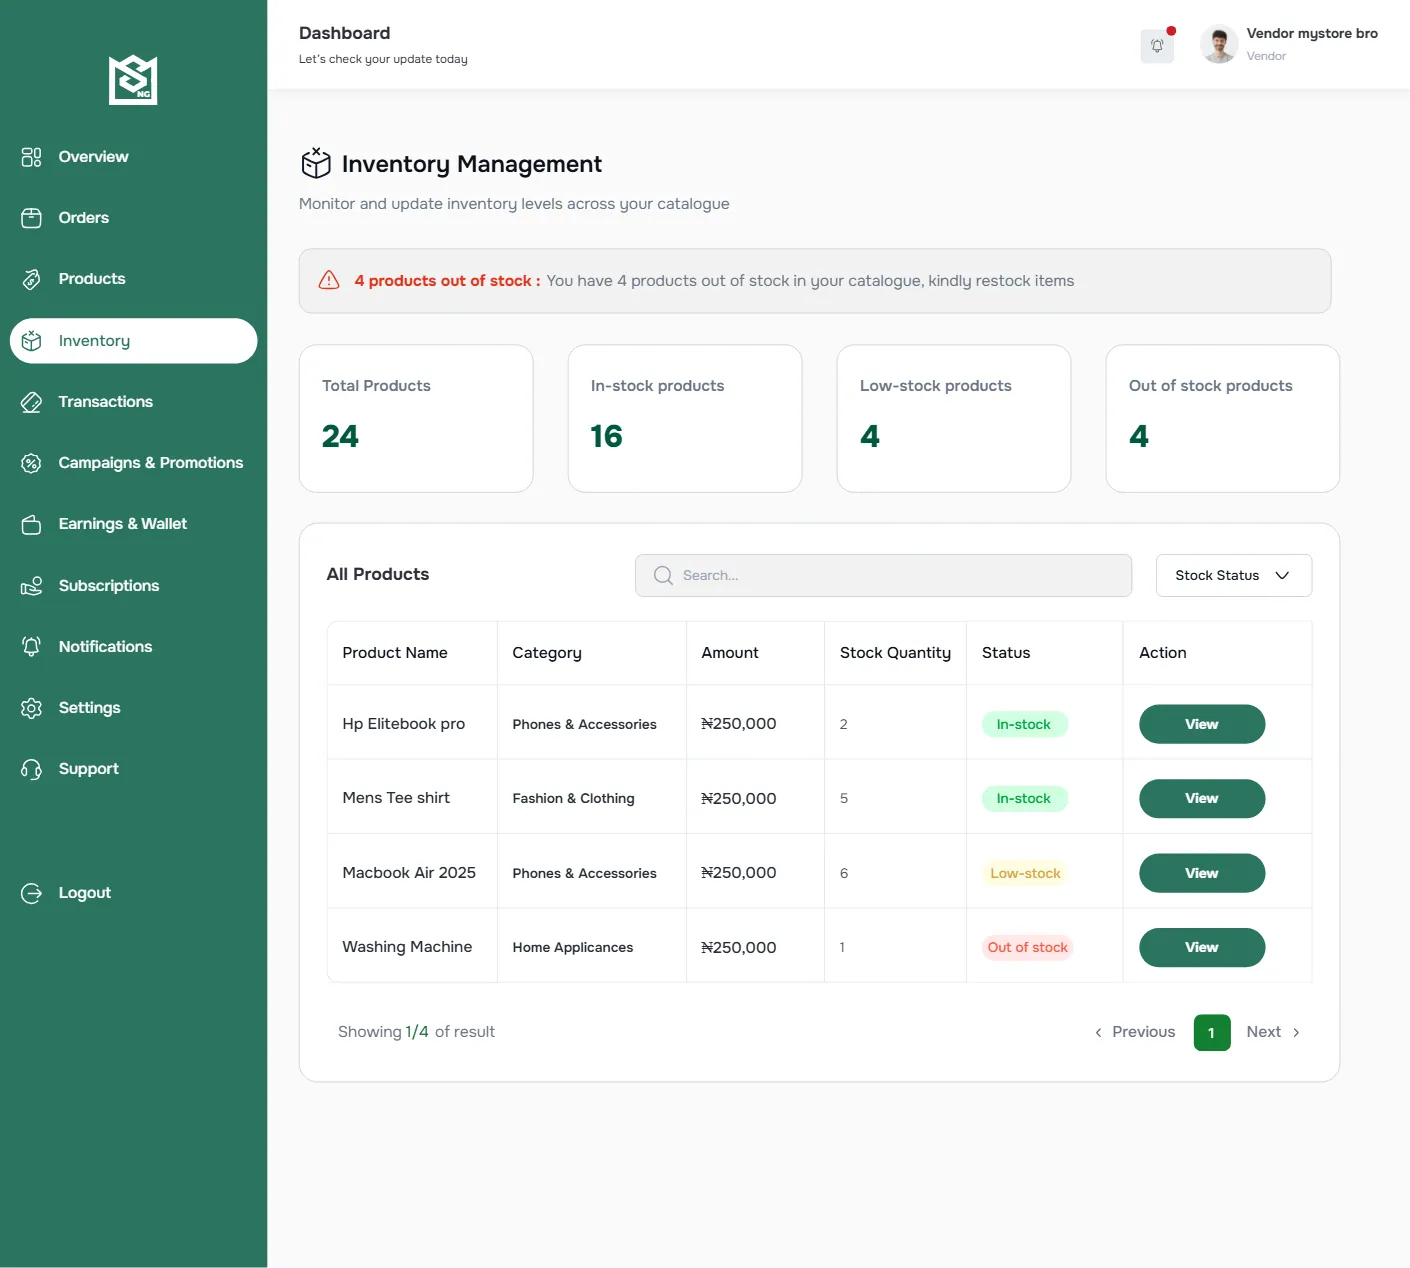 NG
Overview
Orders
Products
Inventory
Transactions
Campaigns & Promotions
Earnings & Wallet
Subscriptions
Notifications
Settings
Support
Logout
Dashboard
Let's check your update today
Vendor mystore bro
Vendor
Inventory Management
Monitor and update inventory levels across your catalogue
4 products out of stock : You have 4 products out of stock in your catalogue, kindly restock items
Total Products
24
In-stock products
16
Low-stock products
4
Out of stock products
4
All Products
Search...
Stock Status
Product Name Category Amount Stock Quantity Status Action
Hp Elitebook pro Phones & Accessories ₦250,000 2 In-stock View
Mens Tee shirt Fashion & Clothing ₦250,000 5 In-stock View
Macbook Air 2025 Phones & Accessories ₦250,000 6 Low-stock View
Washing Machine Home Applicances ₦250,000 1 Out of stock View
Showing 1/4 of result
‹ Previous 1 Next ›